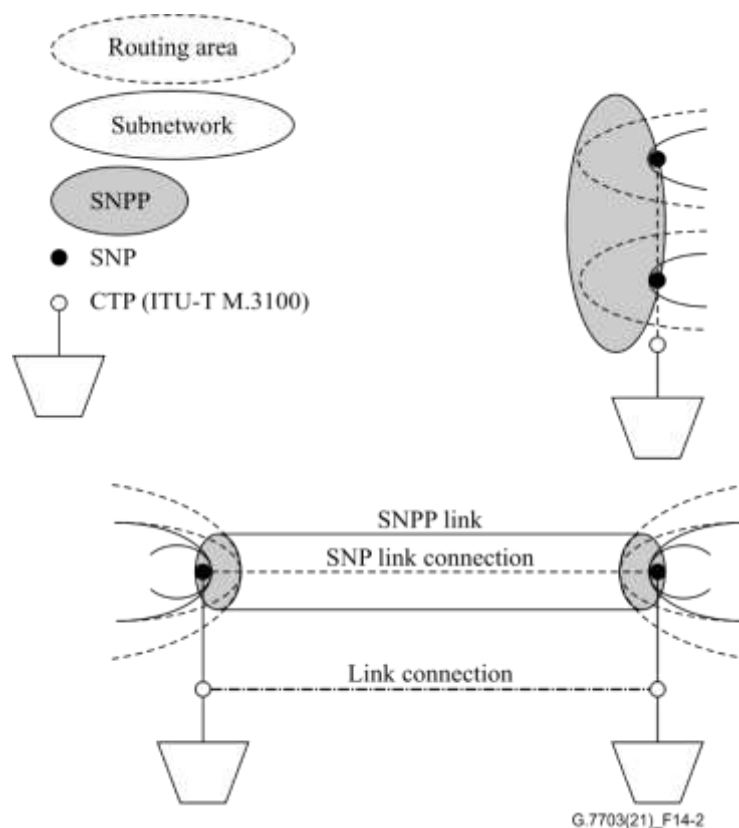 Routing area
Subnetwork
SNPP
SNP
CTP (ITU-T M.3100)
SNPP link
SNP link connection
Link connection
G.7703(21)_F14-2